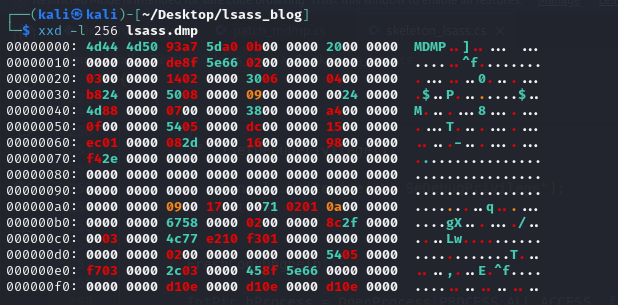 ┌──(kali㉿kali)-[~/Desktop/lsass_blog]
└─$ xxd -l 256 lsass.dmp
00000000: 4d44 4d50 93a7 5da0 0b00 0000 2000 0000  MDMP..]..... ...
00000010: 0000 0000 de8f 5e66 0200 0000 0000 0000  ......^f........
00000020: 0300 0000 1402 0000 3006 0000 0400 0000  ........0.......
00000030: b824 0000 5008 0000 0900 0000 0024 0000  .$..P........$..
00000040: 4d88 0000 0700 0000 3800 0000 a400 0000  M.......8.......
00000050: 0f00 0000 5405 0000 dc00 0000 1500 0000  ....T...........
00000060: ec01 0000 082d 0000 1600 0000 9800 0000  .....-..........
00000070: f42e 0000 0000 0000 0000 0000 0000 0000  ................
00000080: 0000 0000 0000 0000 0000 0000 0000 0000  ................
00000090: 0000 0000 0000 0000 0000 0000 0000 0000  ................
000000a0: 0000 0000 0900 1700 0071 0201 0a00 0000  .........q......
000000b0: 0000 0000 6758 0000 0200 0000 8c2f 0000  ....gX......./..
000000c0: 0003 0000 4c77 e210 f301 0000 0000 0000  ....Lw..........
000000d0: 0000 0000 0200 0000 0000 0000 5405 0000  ............T...
000000e0: f703 0000 2c03 0000 458f 5e66 0000 0000  ....,...E.^f....
000000f0: 0000 0000 d10e 0000 d10e 0000 d10e 0000  ................